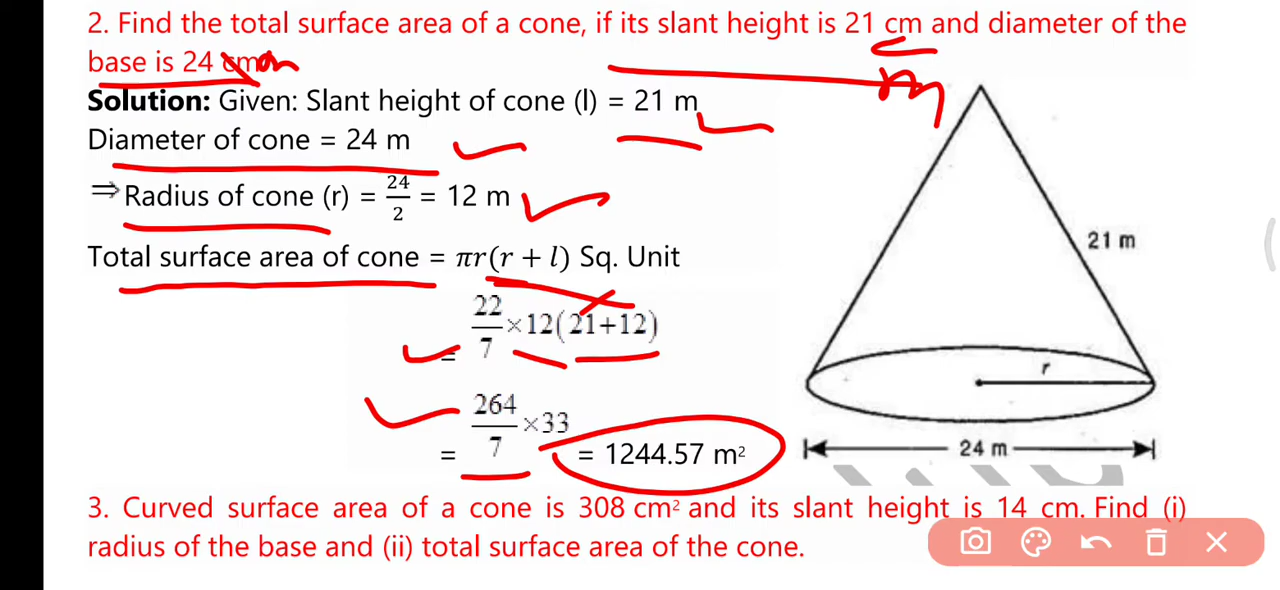 2. Find the total surface area of a cone, if its slant height is 21 cm and diameter of the
base is 24 cm m
m
Solution: Given: Slant height of cone (l) = 21 m
Diameter of cone = 24 m
⇒ Radius of cone (r) = 24/2 = 12 m
Total surface area of cone = πr(r + l) Sq. Unit
= 22/7 ×12(21+12)
= 264/7 ×33
= 1244.57 m²
21 m
r
24 m
3. Curved surface area of a cone is 308 cm² and its slant height is 14 cm. Find (i)
radius of the base and (ii) total surface area of the cone.